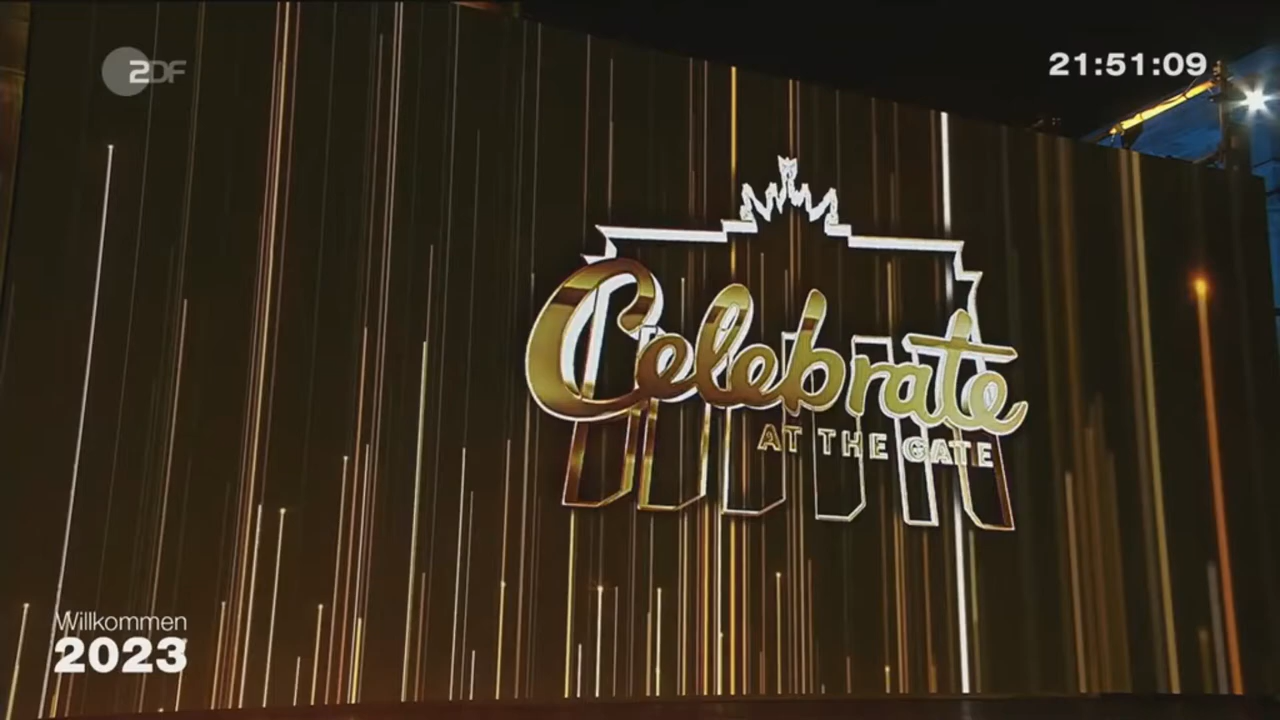 2DF
21:51:09
Celebrate
AT THE GATE
Willkommen
2023